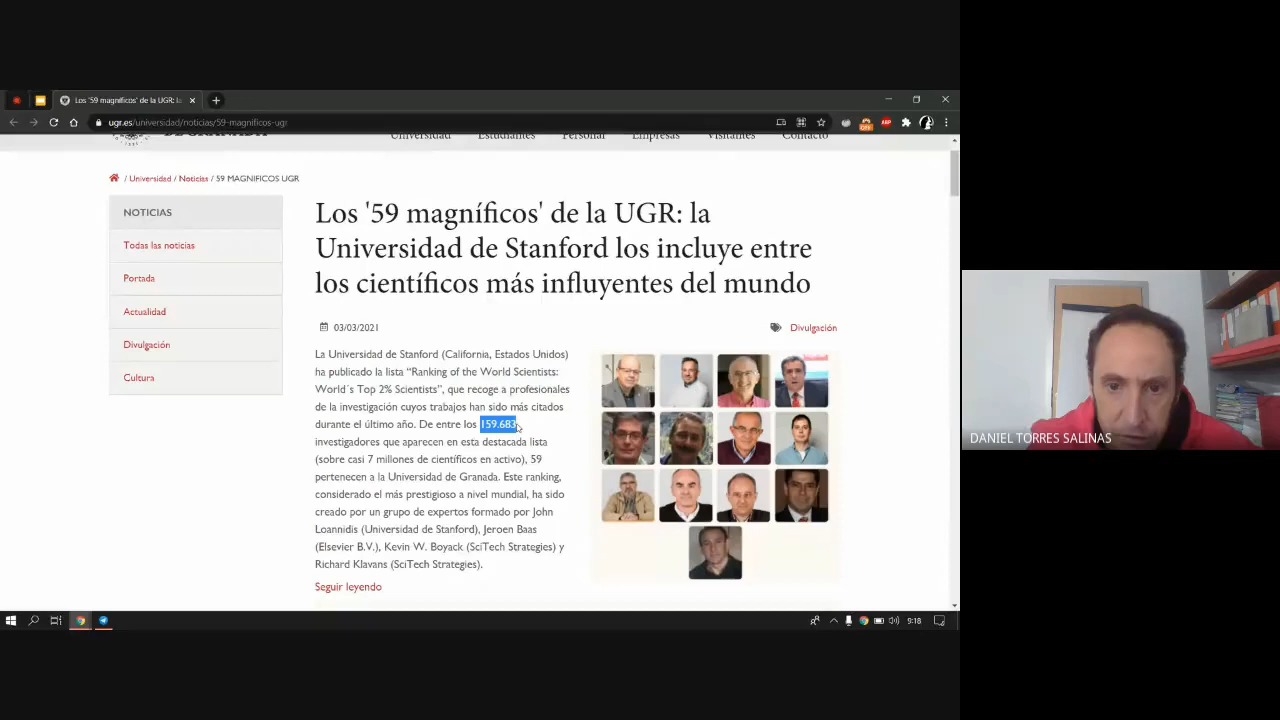 Los '59 magníficos' de la UGR: la
ugr.es/universidad/noticias/59-magnificos-ugr
DE GRANADA
Universidad Estudiantes Personal Empresas Visitantes Contacto
/ Universidad / Noticias / 59 MAGNIFICOS UGR
NOTICIAS
Todas las noticias
Portada
Actualidad
Divulgación
Cultura
Los '59 magníficos' de la UGR: la
Universidad de Stanford los incluye entre
los científicos más influyentes del mundo
03/03/2021
Divulgación
La Universidad de Stanford (California, Estados Unidos)
ha publicado la lista “Ranking of the World Scientists:
World´s Top 2% Scientists”, que recoge a profesionales
de la investigación cuyos trabajos han sido más citados
durante el último año. De entre los 159.683
investigadores que aparecen en esta destacada lista
(sobre casi 7 millones de científicos en activo), 59
pertenecen a la Universidad de Granada. Este ranking,
considerado el más prestigioso a nivel mundial, ha sido
creado por un grupo de expertos formado por John
Loannidis (Universidad de Stanford), Jeroen Baas
(Elsevier B.V.), Kevin W. Boyack (SciTech Strategies) y
Richard Klavans (SciTech Strategies).
Seguir leyendo
DANIEL TORRES SALINAS
ABP
9:18